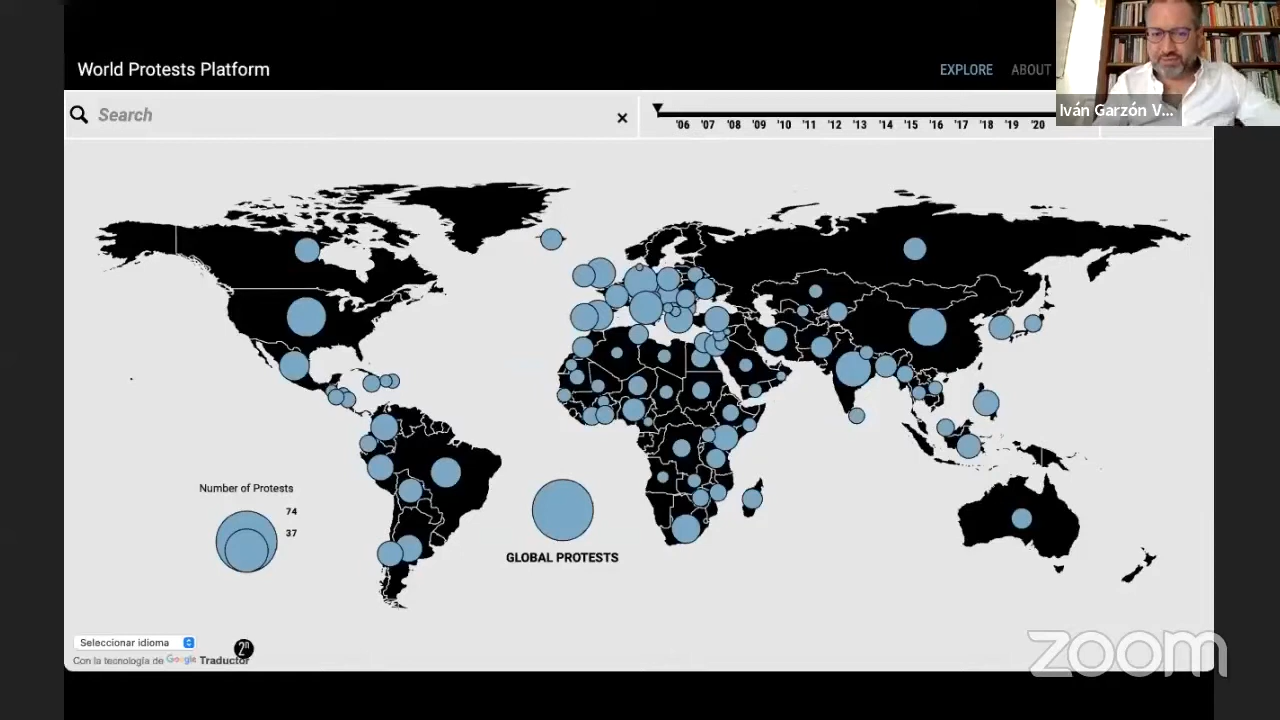 World Protests Platform
EXPLORE ABOUT
Iván Garzón V...
Search ×
'06 '07 '08 '09 '10 '11 '12 '13 '14 '15 '16 '17 '18 '19 '20
Number of Protests
74
37
GLOBAL PROTESTS
Seleccionar idioma
Con la tecnología de Google Traductor
2n
zoom